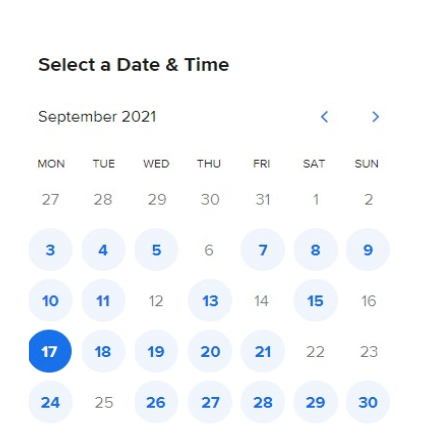 Select a Date & Time
September 2021
MON TUE WED THU FRI SAT SUN
27 28 29 30 31 1 2
3 4 5 6 7 8 9
10 11 12 13 14 15 16
17 18 19 20 21 22 23
24 25 26 27 28 29 30